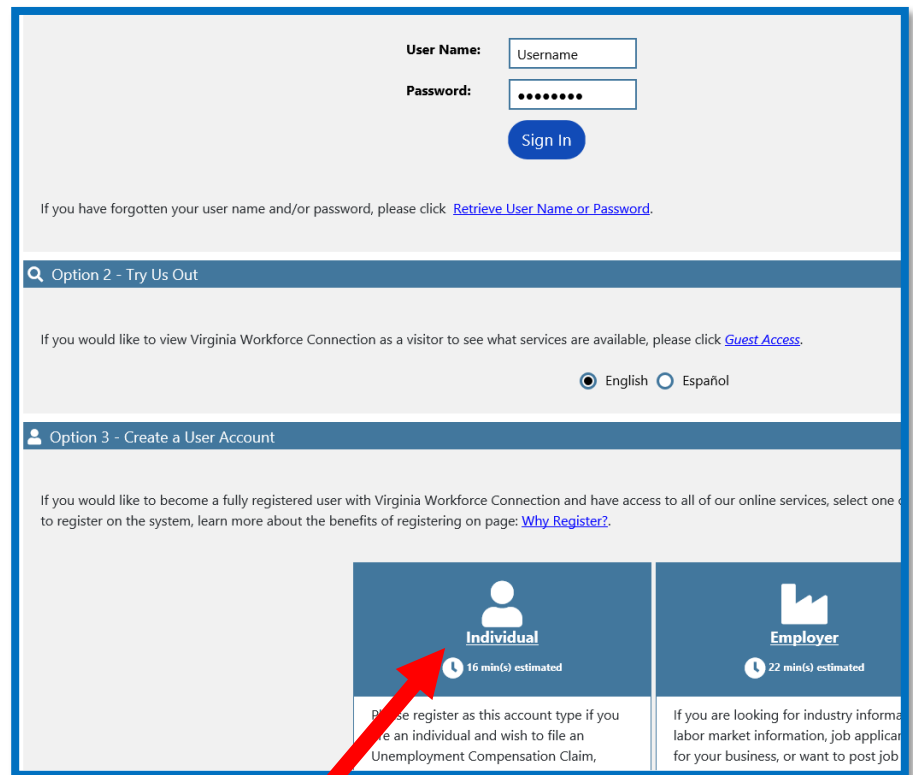 User Name:
Username
Password:
Sign In
If you have forgotten your user name and/or password, please click Retrieve User Name or Password.
Option 2 - Try Us Out
If you would like to view Virginia Workforce Connection as a visitor to see what services are available, please click Guest Access.
English Español
Option 3 - Create a User Account
If you would like to become a fully registered user with Virginia Workforce Connection and have access to all of our online services, select one
to register on the system, learn more about the benefits of registering on page: Why Register?.
Individual
16 min(s) estimated
register as this account type if you
an individual and wish to file an
Unemployment Compensation Claim,
Employer
22 min(s) estimated
If you are looking for industry
labor market information, job
for your business, or want to post job